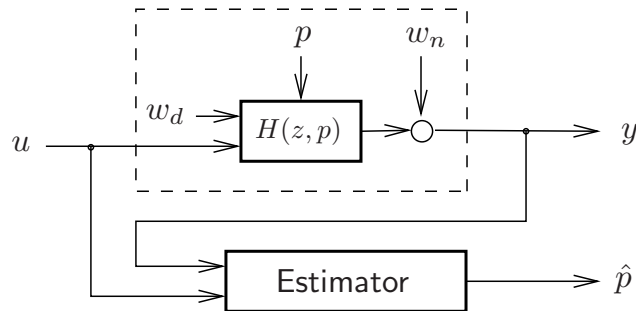 p
w_n
w_d
H(z, p)
u
y
Estimator
p̂